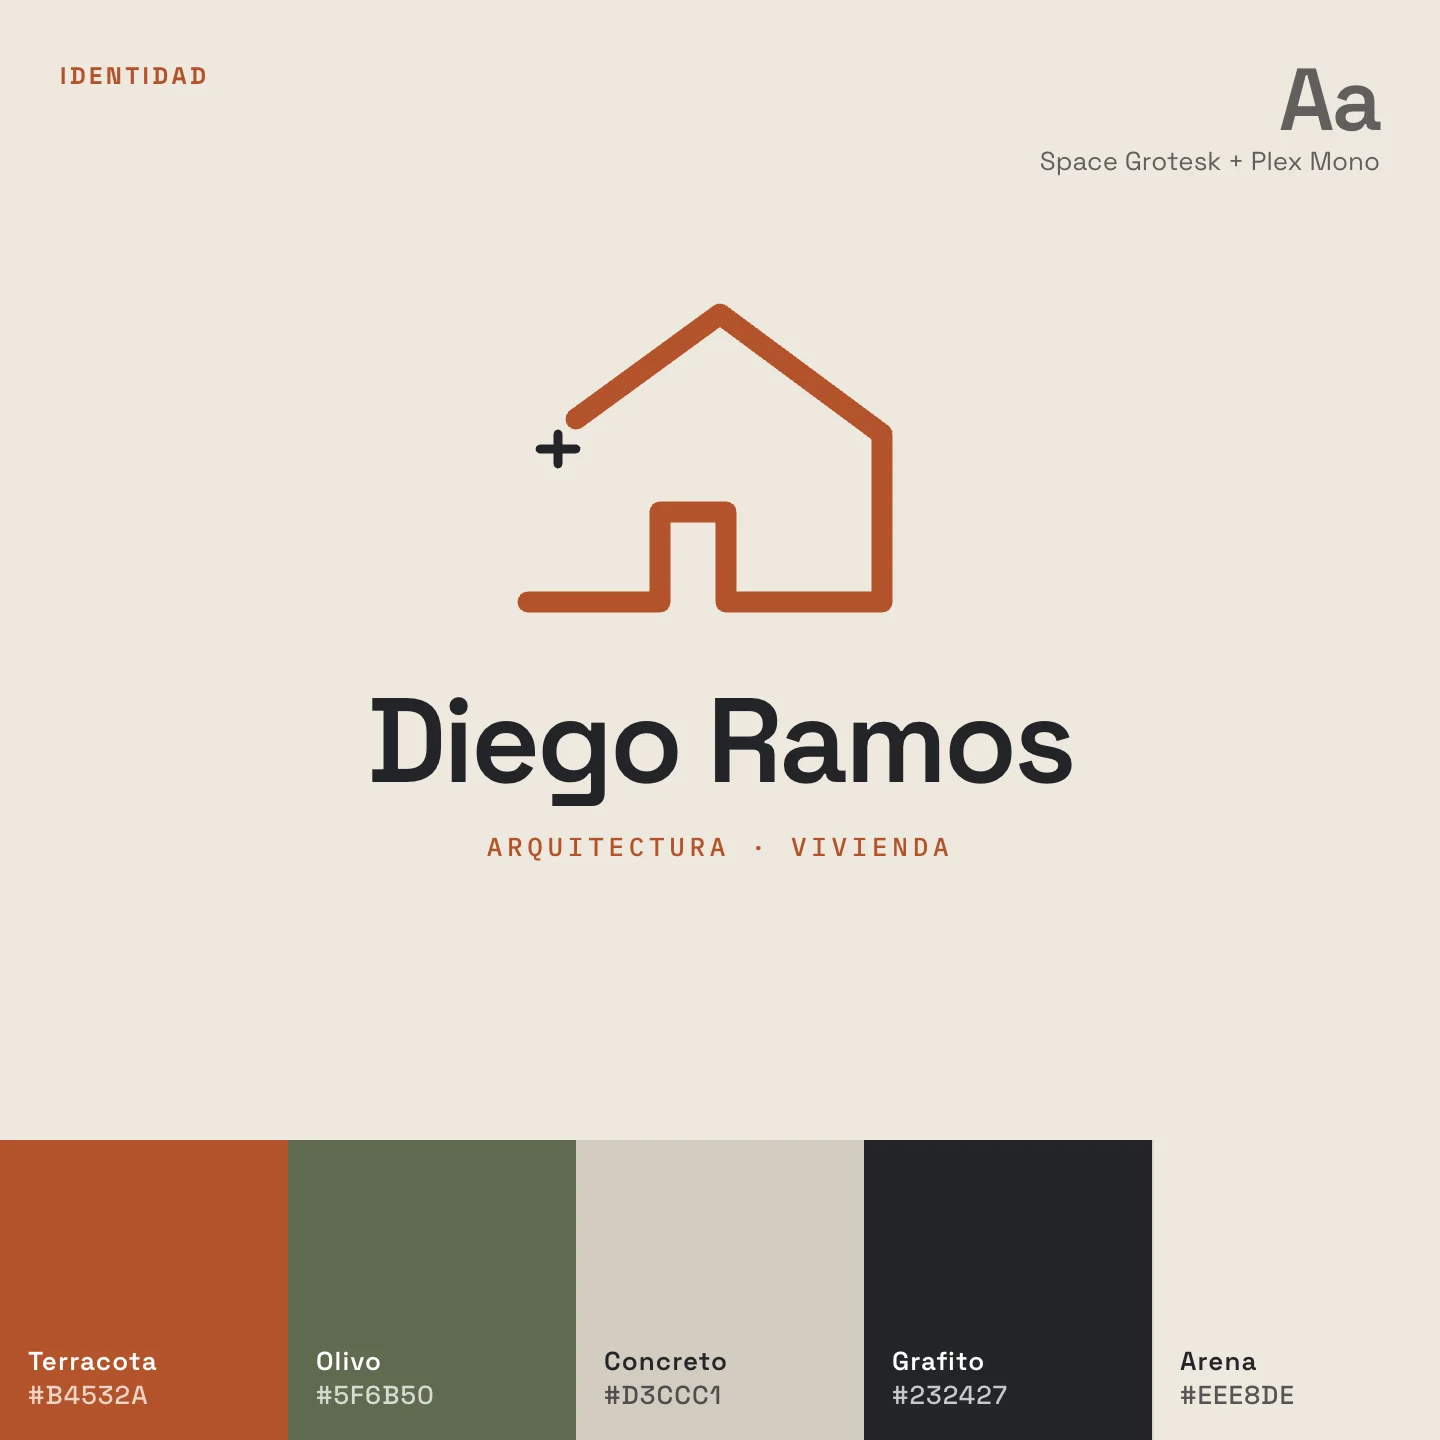 IDENTIDAD
Aa
Space Grotesk + Plex Mono
Diego Ramos
ARQUITECTURA · VIVIENDA
Terracota
#B4532A
Olivo
#5F6B50
Concreto
#D3CCC1
Grafito
#232427
Arena
#EEE8DE